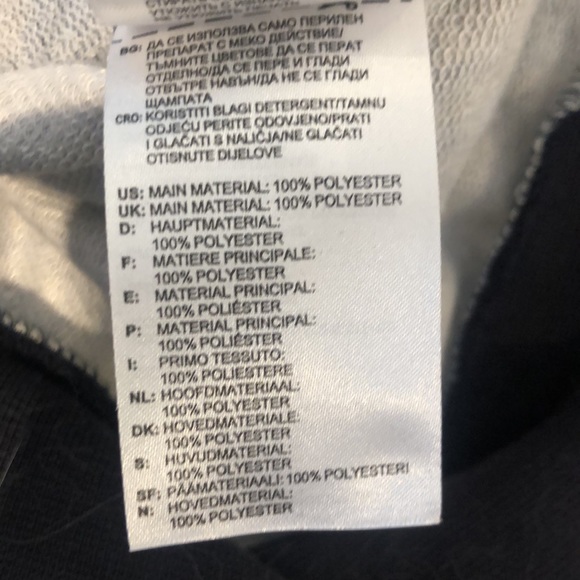 УТЮЖИТЬ С ИЗНАНКИ
BG: ДА СЕ ИЗПОЛЗВА САМО ПЕРИЛЕН
ПРЕПАРАТ С МЕКО ДЕЙСТВИЕ/
ТЪМНИТЕ ЦВЕТОВЕ ДА СЕ ПЕРАТ
ОТДЕЛНО/ДА СЕ ПЕРЕ И ГЛАДИ
ОТВЪТРЕ НАВЪН/ДА НЕ СЕ ГЛАДИ
ЩАМПАТА
CRO: KORISTITI BLAGI DETERGENT/TAMNU
ODJEĆU PERITE ODOVJENO/PRATI
I GLAČATI S NALIČJA/NE GLAČATI
OTISNUTE DIJELOVE
US: MAIN MATERIAL: 100% POLYESTER
UK: MAIN MATERIAL: 100% POLYESTER
D: HAUPTMATERIAL:
100% POLYESTER
F: MATIERE PRINCIPALE:
100% POLYESTER
E: MATERIAL PRINCIPAL:
100% POLIÉSTER
P: MATERIAL PRINCIPAL:
100% POLIÉSTER
I: PRIMO TESSUTO:
100% POLIESTERE
NL: HOOFDMATERIAAL:
100% POLYESTER
DK: HOVEDMATERIALE:
100% POLYESTER
S: HUVUDMATERIAL:
100% POLYESTER
SF: PÄÄMATERIAALI: 100% POLYESTERI
N: HOVEDMATERIAL:
100% POLYESTER